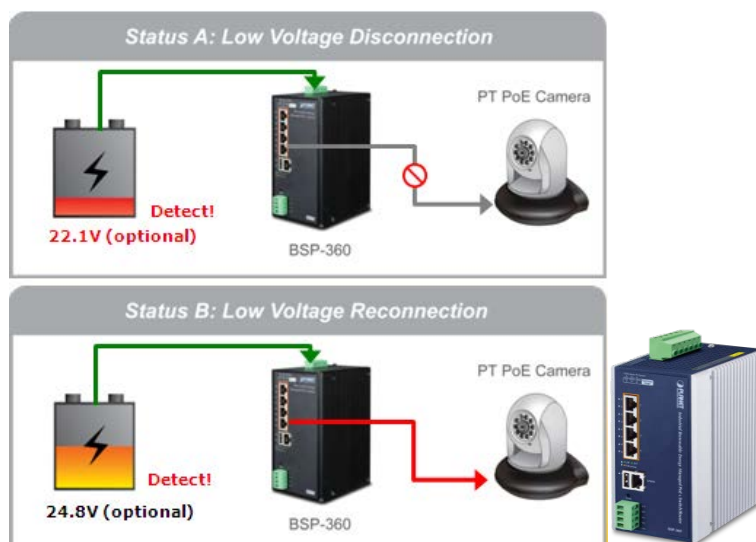 Status A: Low Voltage Disconnection
PT PoE Camera
Detect!
22.1V (optional)
BSP-360
Status B: Low Voltage Reconnection
PT PoE Camera
Detect!
24.8V (optional)
BSP-360
PLANET